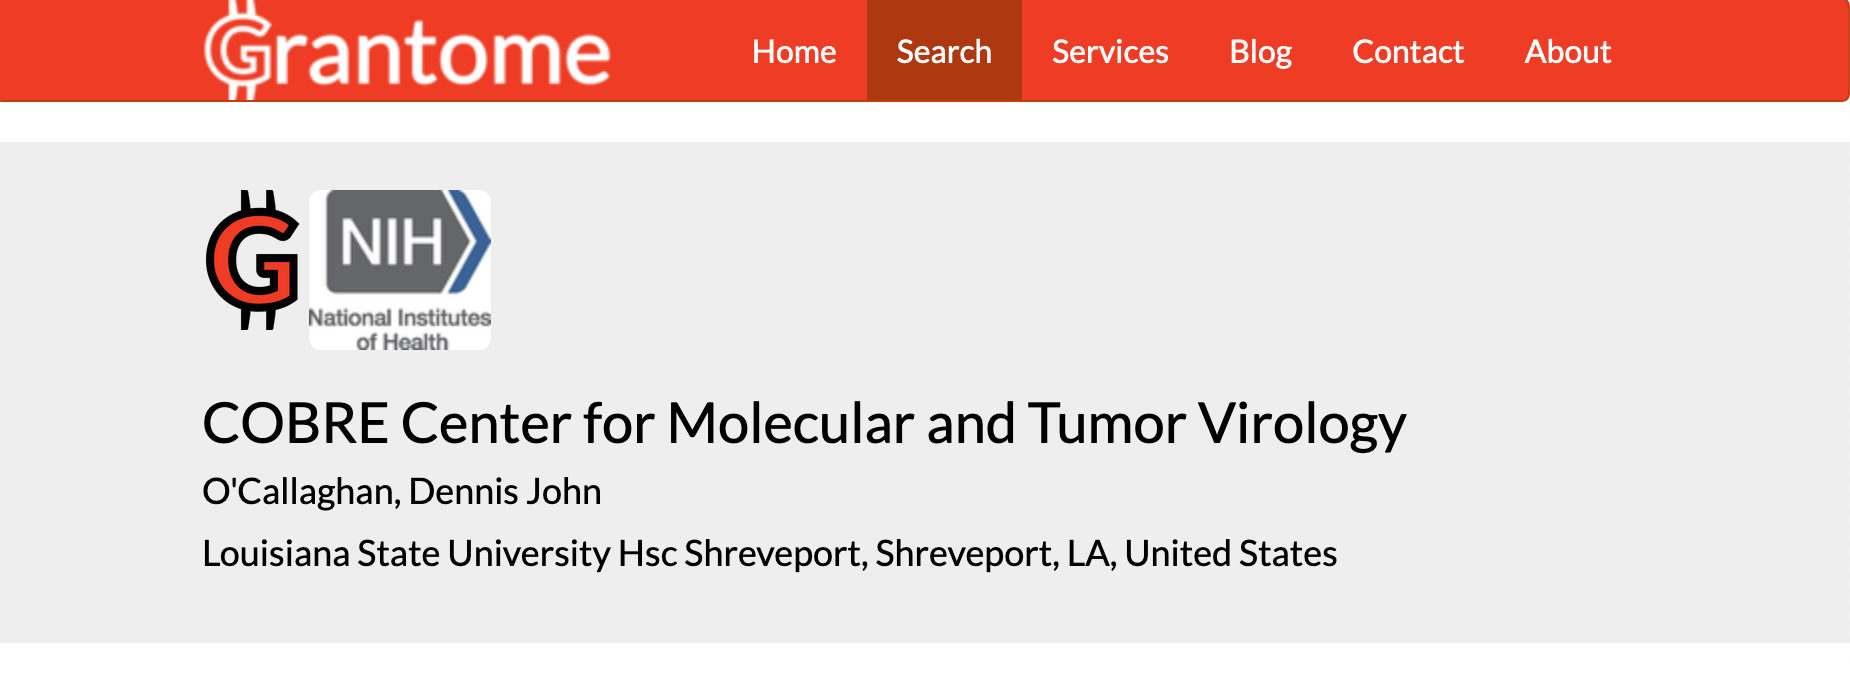 Grantome
Home Search Services Blog Contact About
G
NIH
National Institutes
of Health
COBRE Center for Molecular and Tumor Virology
O'Callaghan, Dennis John
Louisiana State University Hsc Shreveport, Shreveport, LA, United States